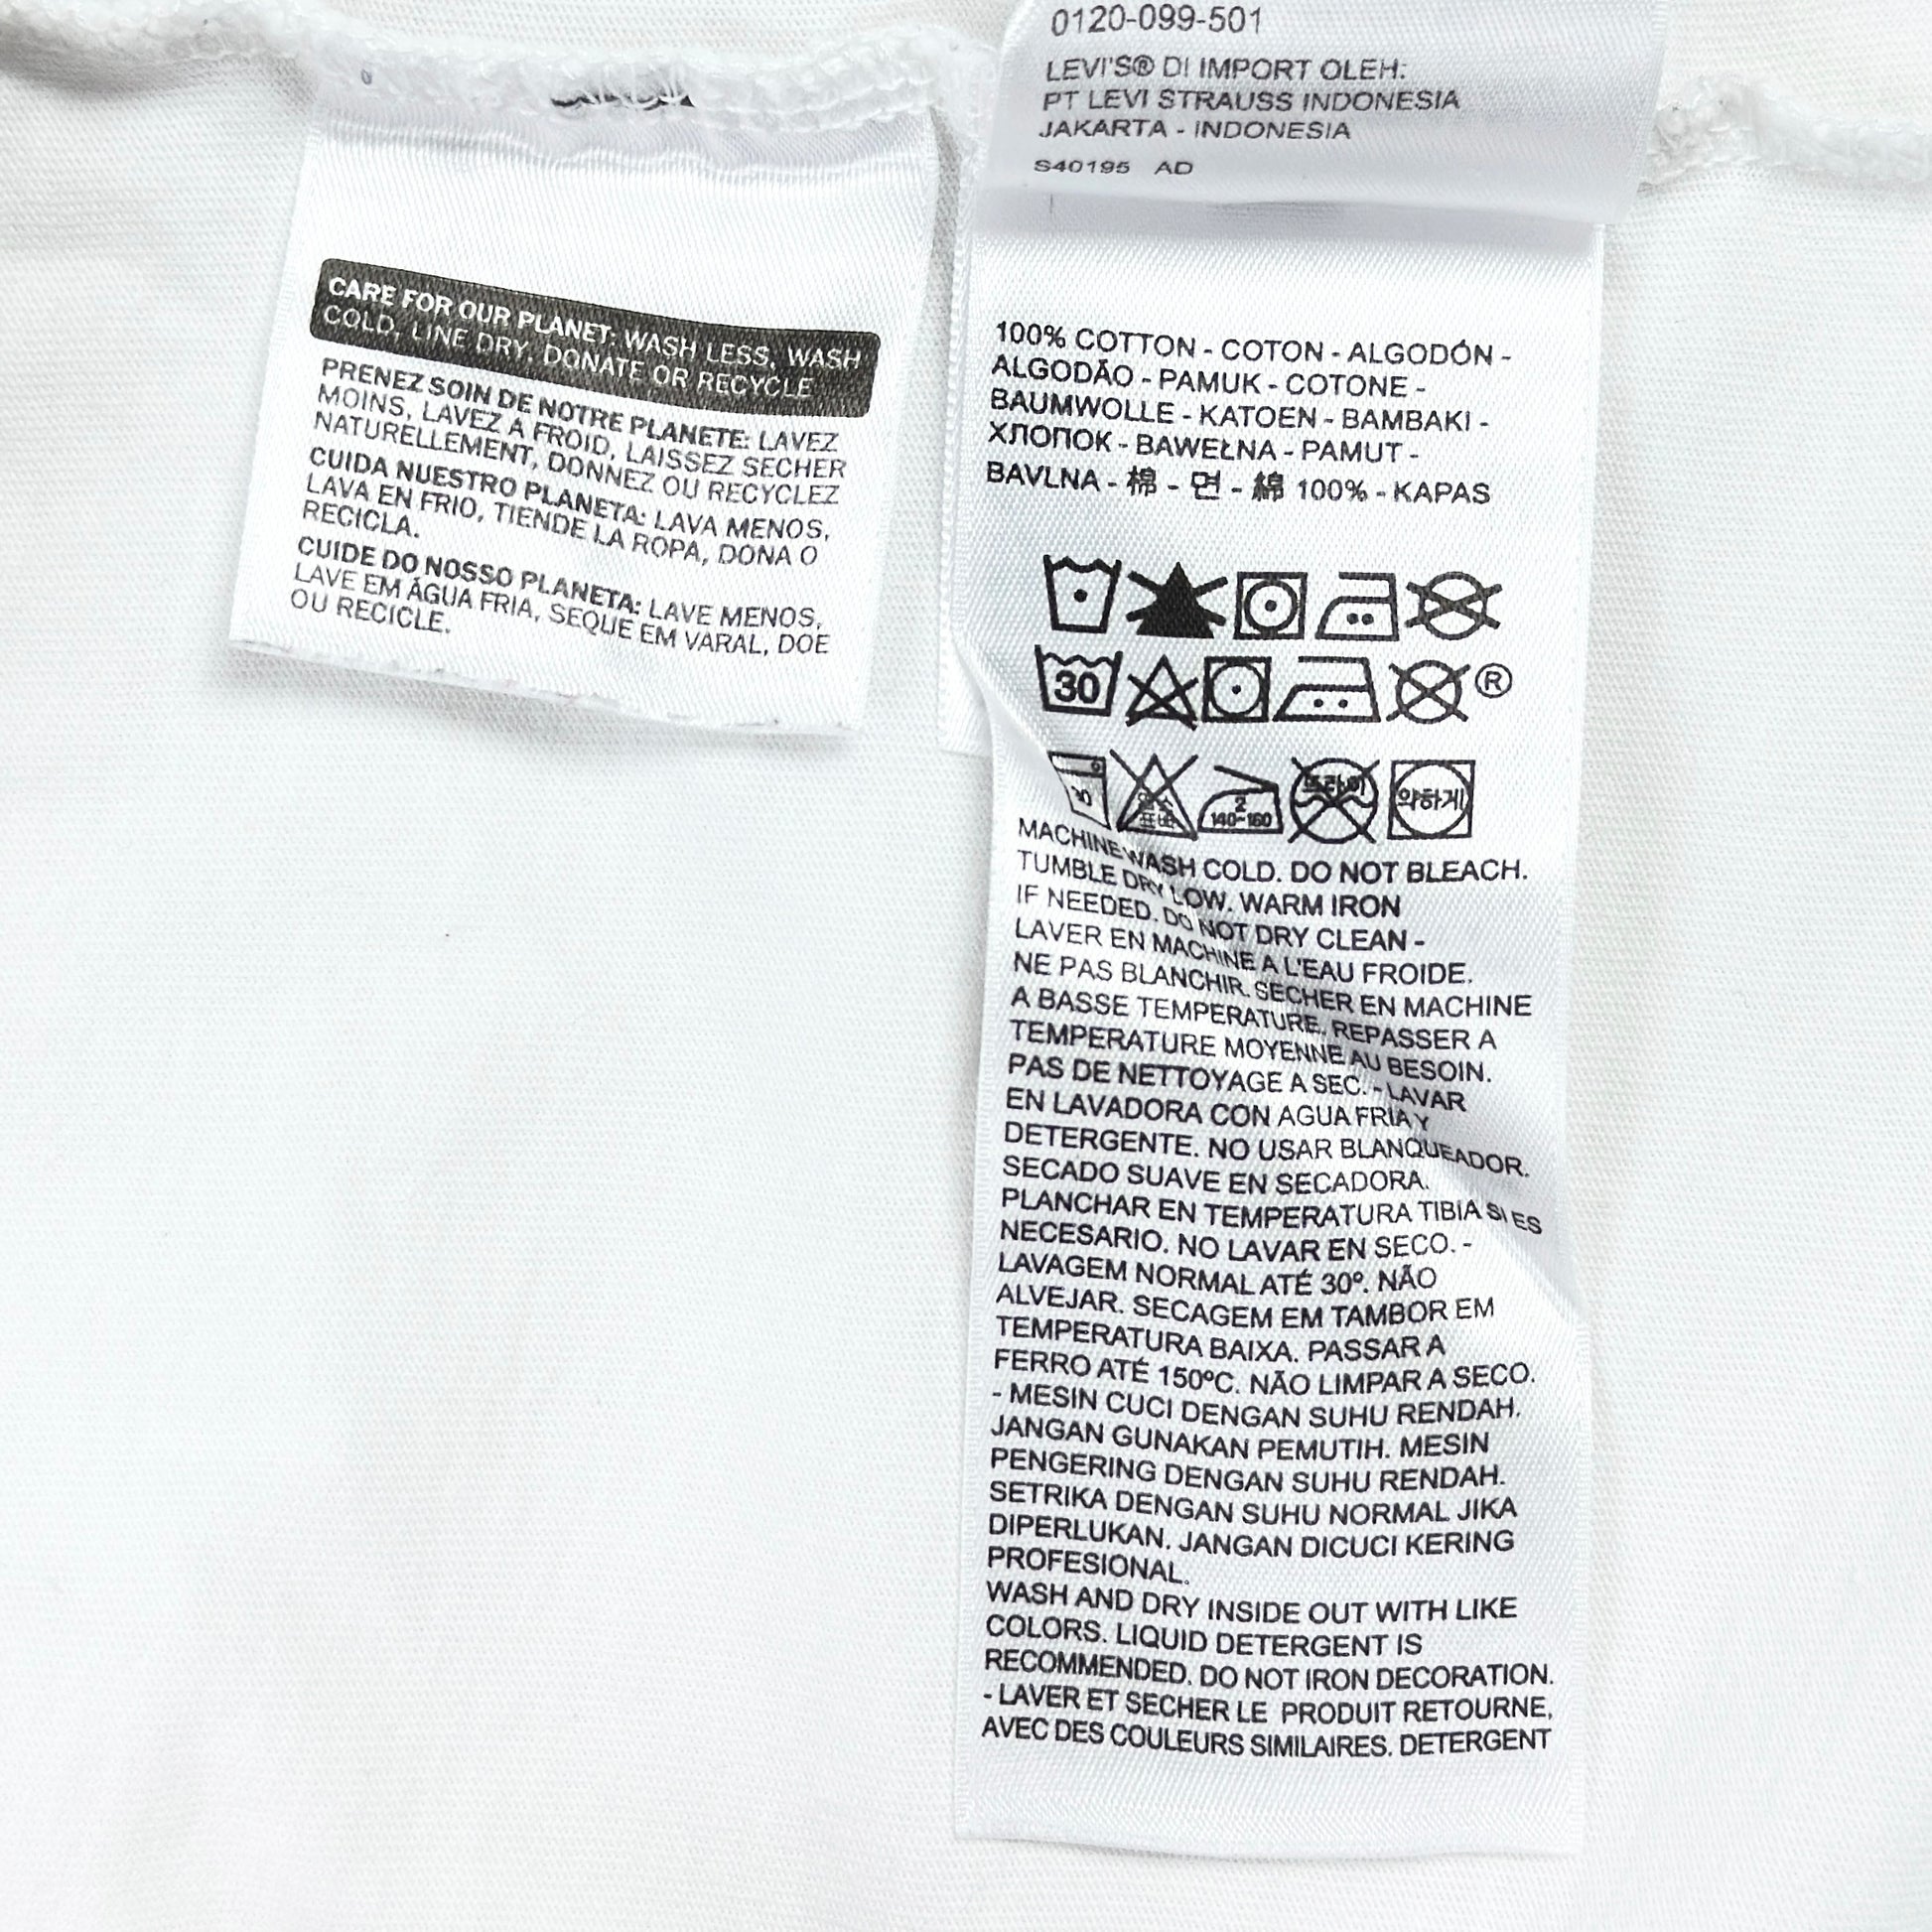 CARE FOR OUR PLANET: WASH LESS, WASH
COLD, LINE DRY, DONATE OR RECYCLE
PRENEZ SOIN DE NOTRE PLANETE: LAVEZ
MOINS, LAVEZ A FROID, LAISSEZ SECHER
NATURELLEMENT, DONNEZ OU RECYCLEZ
CUIDA NUESTRO PLANETA: LAVA MENOS,
LAVA EN FRIO, TIENDE LA ROPA, DONA O
RECICLA.
CUIDE DO NOSSO PLANETA: LAVE MENOS,
LAVE EM ÁGUA FRIA, SEQUE EM VARAL, DOE
OU RECICLE.
0120-099-501
LEVI'S® DI IMPORT OLEH:
PT LEVI STRAUSS INDONESIA
JAKARTA - INDONESIA
S40195 AD
100% COTTON - COTON - ALGODÓN -
ALGODÃO - PAMUK - COTONE -
BAUMWOLLE - KATOEN - BAMBAKI -
ХЛОПОК - BAWEŁNA - PAMUT -
BAVLNA - 棉 - 면 - 綿 100% - KAPAS
30 ®
30 2 140~160 드라이 약하게
MACHINE WASH COLD. DO NOT BLEACH.
TUMBLE DRY LOW. WARM IRON
IF NEEDED. DO NOT DRY CLEAN -
LAVER EN MACHINE A L'EAU FROIDE.
NE PAS BLANCHIR. SECHER EN MACHINE
A BASSE TEMPERATURE. REPASSER A
TEMPERATURE MOYENNE AU BESOIN.
PAS DE NETTOYAGE A SEC. - LAVAR
EN LAVADORA CON AGUA FRIA Y
DETERGENTE. NO USAR BLANQUEADOR.
SECADO SUAVE EN SECADORA.
PLANCHAR EN TEMPERATURA TIBIA SI ES
NECESARIO. NO LAVAR EN SECO. -
LAVAGEM NORMAL ATÉ 30º. NÃO
ALVEJAR. SECAGEM EM TAMBOR EM
TEMPERATURA BAIXA. PASSAR A
FERRO ATÉ 150ºC. NÃO LIMPAR A SECO.
- MESIN CUCI DENGAN SUHU RENDAH.
JANGAN GUNAKAN PEMUTIH. MESIN
PENGERING DENGAN SUHU RENDAH.
SETRIKA DENGAN SUHU NORMAL JIKA
DIPERLUKAN. JANGAN DICUCI KERING
PROFESIONAL.
WASH AND DRY INSIDE OUT WITH LIKE
COLORS. LIQUID DETERGENT IS
RECOMMENDED. DO NOT IRON DECORATION.
- LAVER ET SECHER LE PRODUIT RETOURNE,
AVEC DES COULEURS SIMILAIRES. DETERGENT